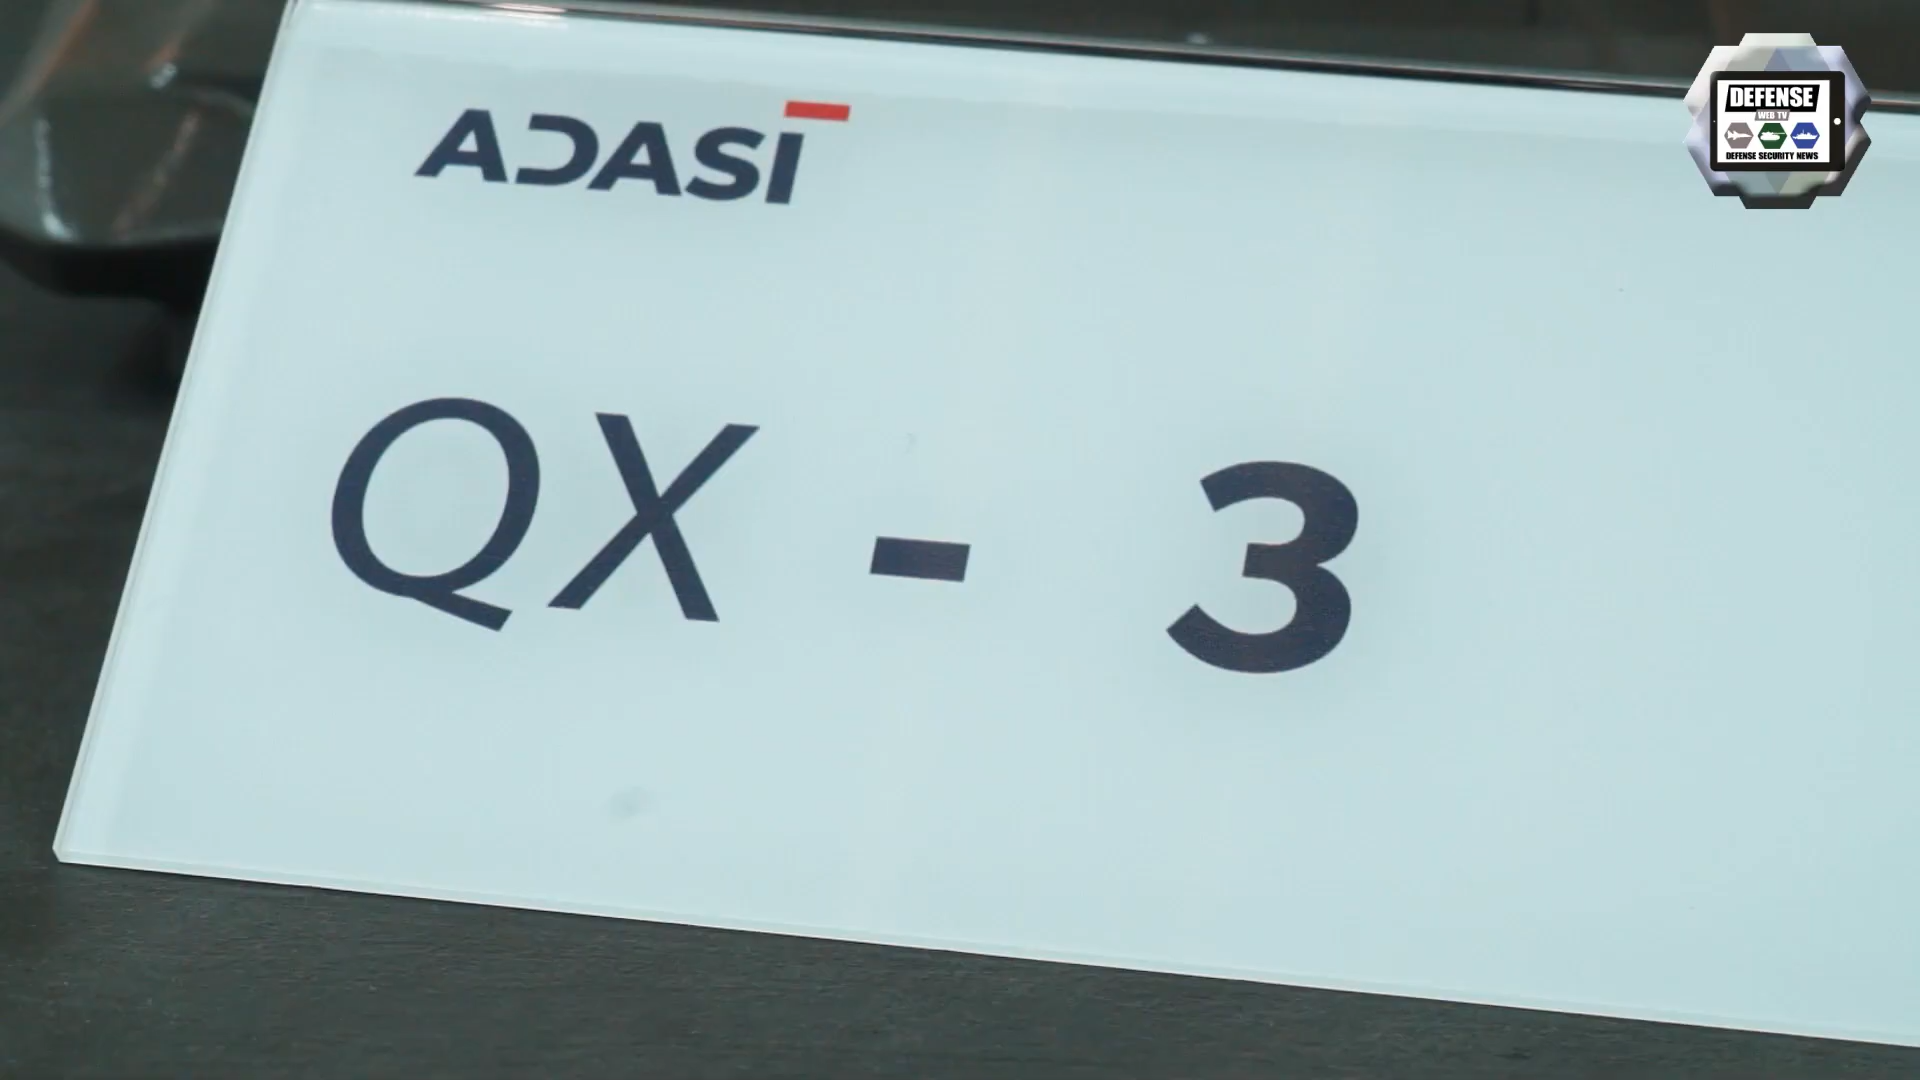 ADASI
QX - 3
DEFENSE
WEB TV
DEFENSE SECURITY NEWS